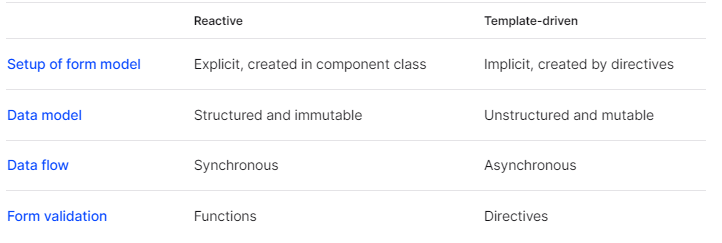 Reactive Template-driven
Setup of form model Explicit, created in component class Implicit, created by directives
Data model Structured and immutable Unstructured and mutable
Data flow Synchronous Asynchronous
Form validation Functions Directives